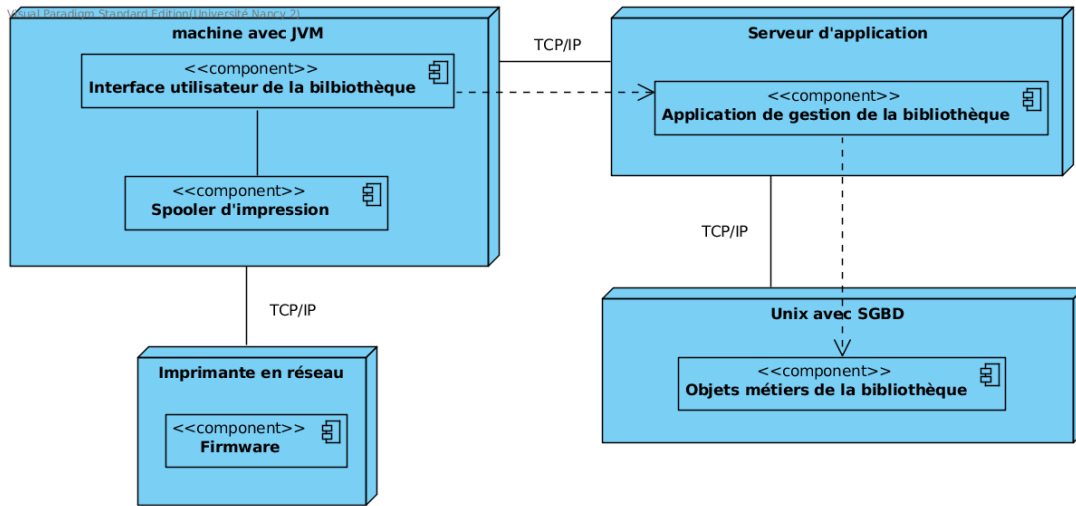 Visual Paradigm Standard Edition(Université Nancy 2)
machine avec JVM
<<component>>
Interface utilisateur de la bilbiothèque
<<component>>
Spooler d'impression
TCP/IP
Serveur d'application
<<component>>
Application de gestion de la bibliothèque
TCP/IP
TCP/IP
Unix avec SGBD
<<component>>
Objets métiers de la bibliothèque
Imprimante en réseau
<<component>>
Firmware